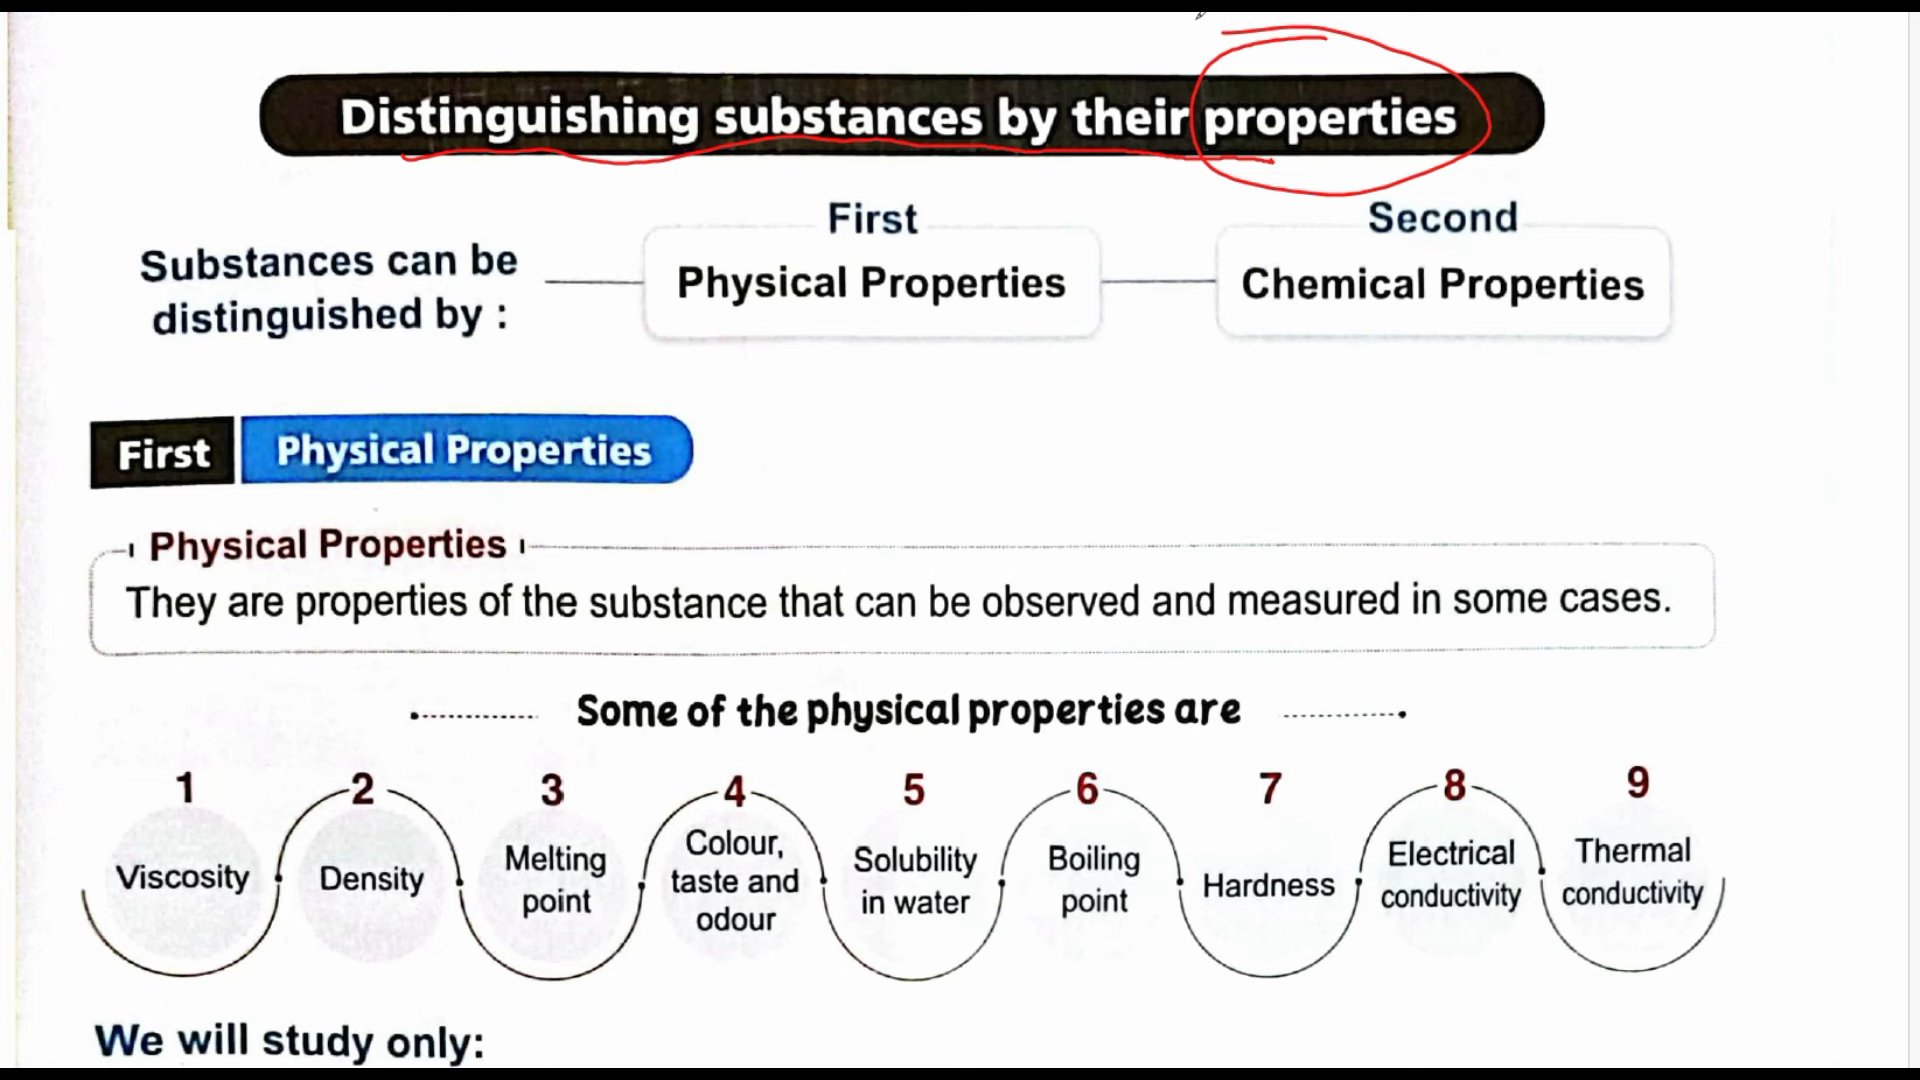 Distinguishing substances by their properties
First
Second
Substances can be
distinguished by :
Physical Properties
Chemical Properties
First
Physical Properties
Physical Properties
They are properties of the substance that can be observed and measured in some cases.
Some of the physical properties are
1
Viscosity
2
Density
3
Melting
point
4
Colour,
taste and
odour
5
Solubility
in water
6
Boiling
point
7
Hardness
8
Electrical
conductivity
9
Thermal
conductivity
We will study only: